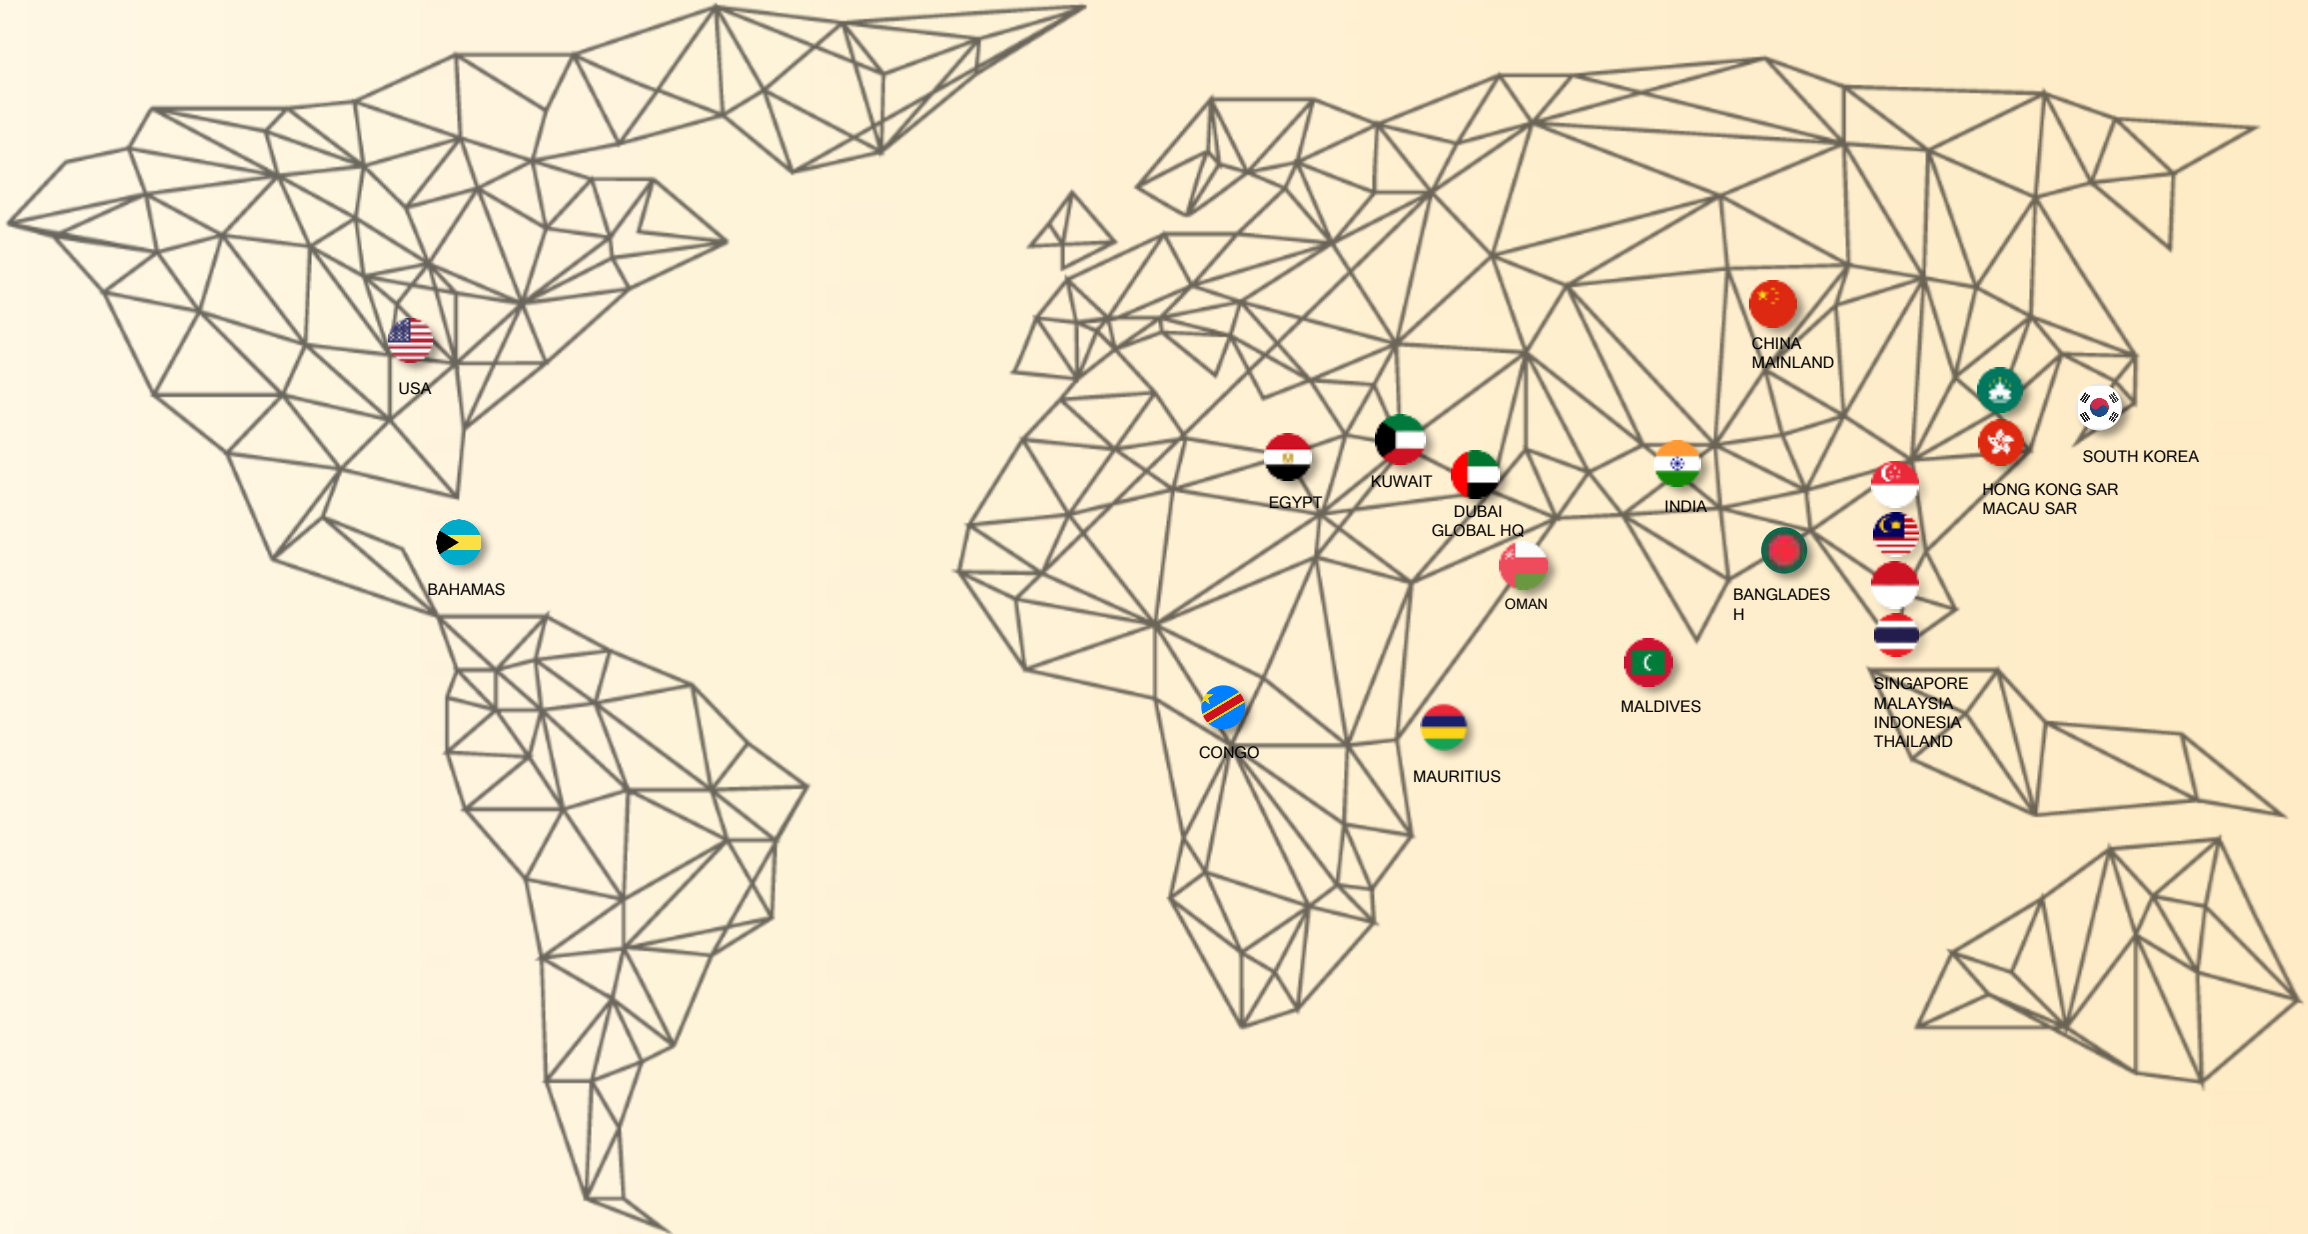 USA
BAHAMAS
EGYPT
KUWAIT
DUBAI
GLOBAL HQ
OMAN
CONGO
MAURITIUS
INDIA
MALDIVES
CHINA
MAINLAND
BANGLADES
H
SINGAPORE
MALAYSIA
INDONESIA
THAILAND
HONG KONG SAR
MACAU SAR
SOUTH KOREA